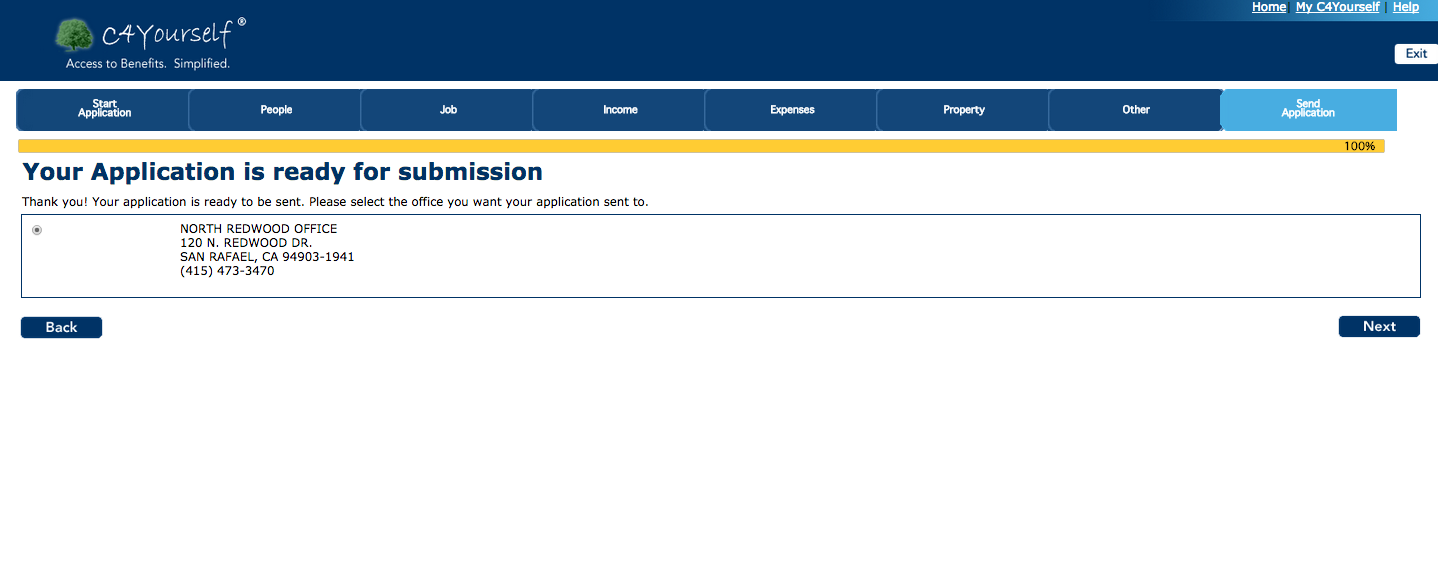 Home | My C4Yourself | Help
C4Yourself®
Access to Benefits. Simplified.
Exit
Start
Application
People
Job
Income
Expenses
Property
Other
Send
Application
100%
Your Application is ready for submission
Thank you! Your application is ready to be sent. Please select the office you want your application sent to.
NORTH REDWOOD OFFICE
120 N. REDWOOD DR.
SAN RAFAEL, CA 94903-1941
(415) 473-3470
Back
Next